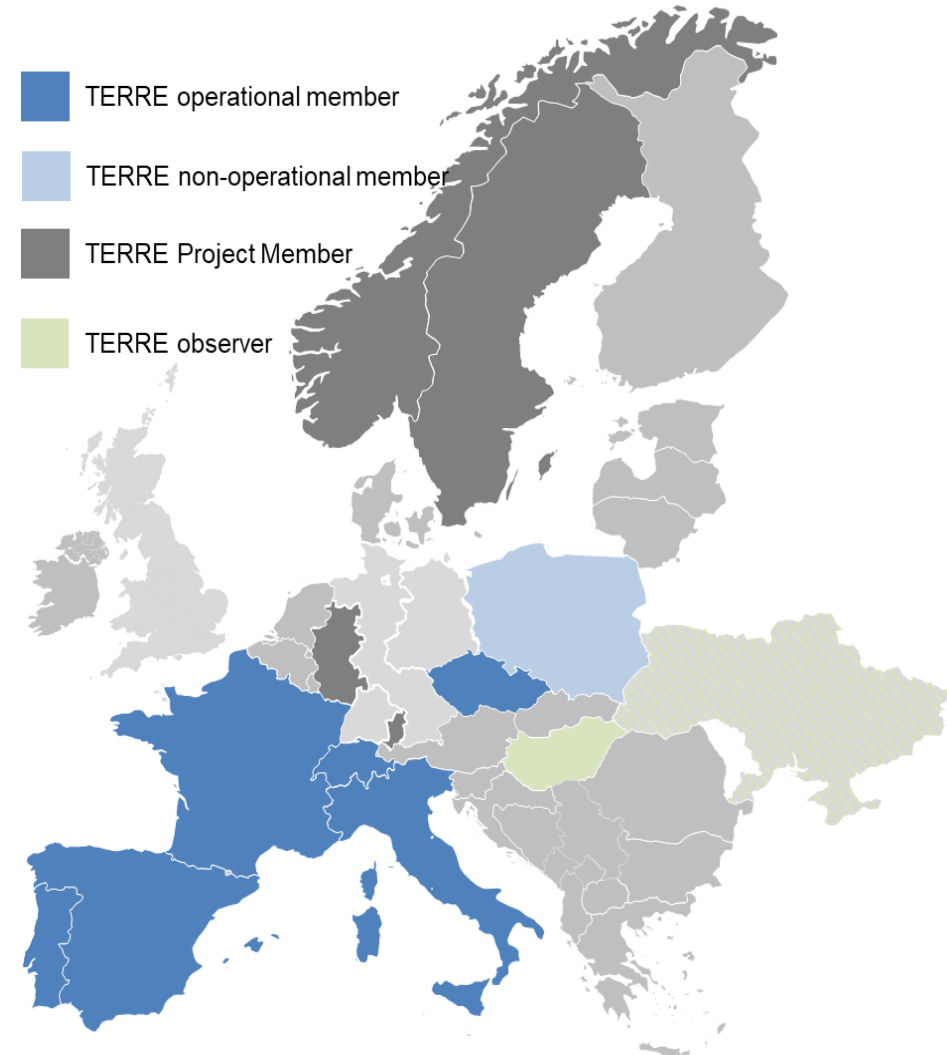 TERRE operational member
TERRE non-operational member
TERRE Project Member
TERRE observer